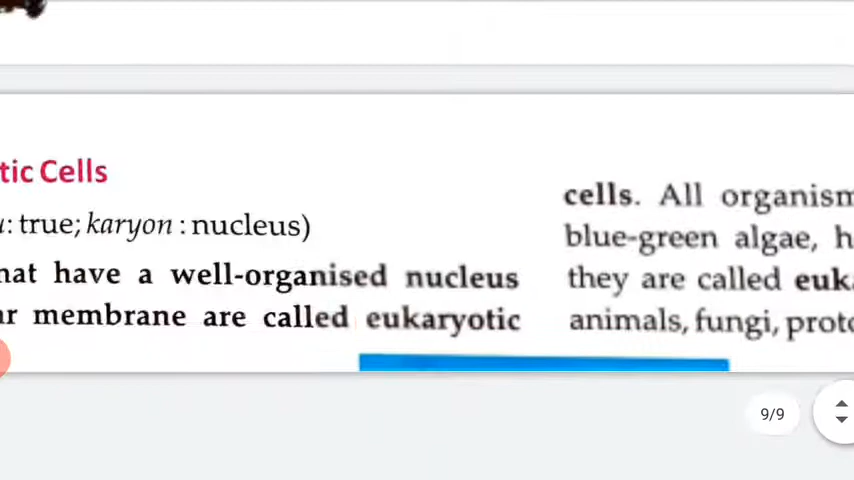 tic Cells
: true; karyon : nucleus)
hat have a well-organised nucleus
ar membrane are called eukaryotic
cells. All organism
blue-green algae, h
they are called euk
animals, fungi, proto
9/9